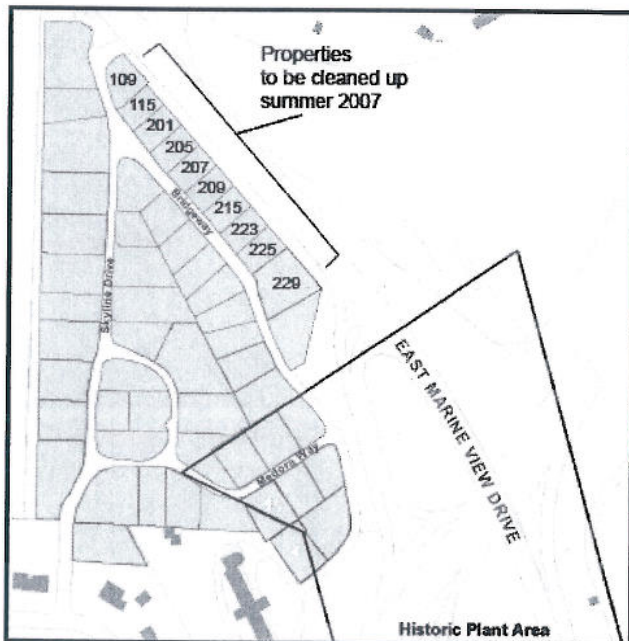 Properties
to be cleaned up
summer 2007
109
115
201
205
207
209
215
223
225
229
Bridgeway
Skyline Drive
EAST MARINE VIEW DRIVE
Medora Way
Historic Plant Area